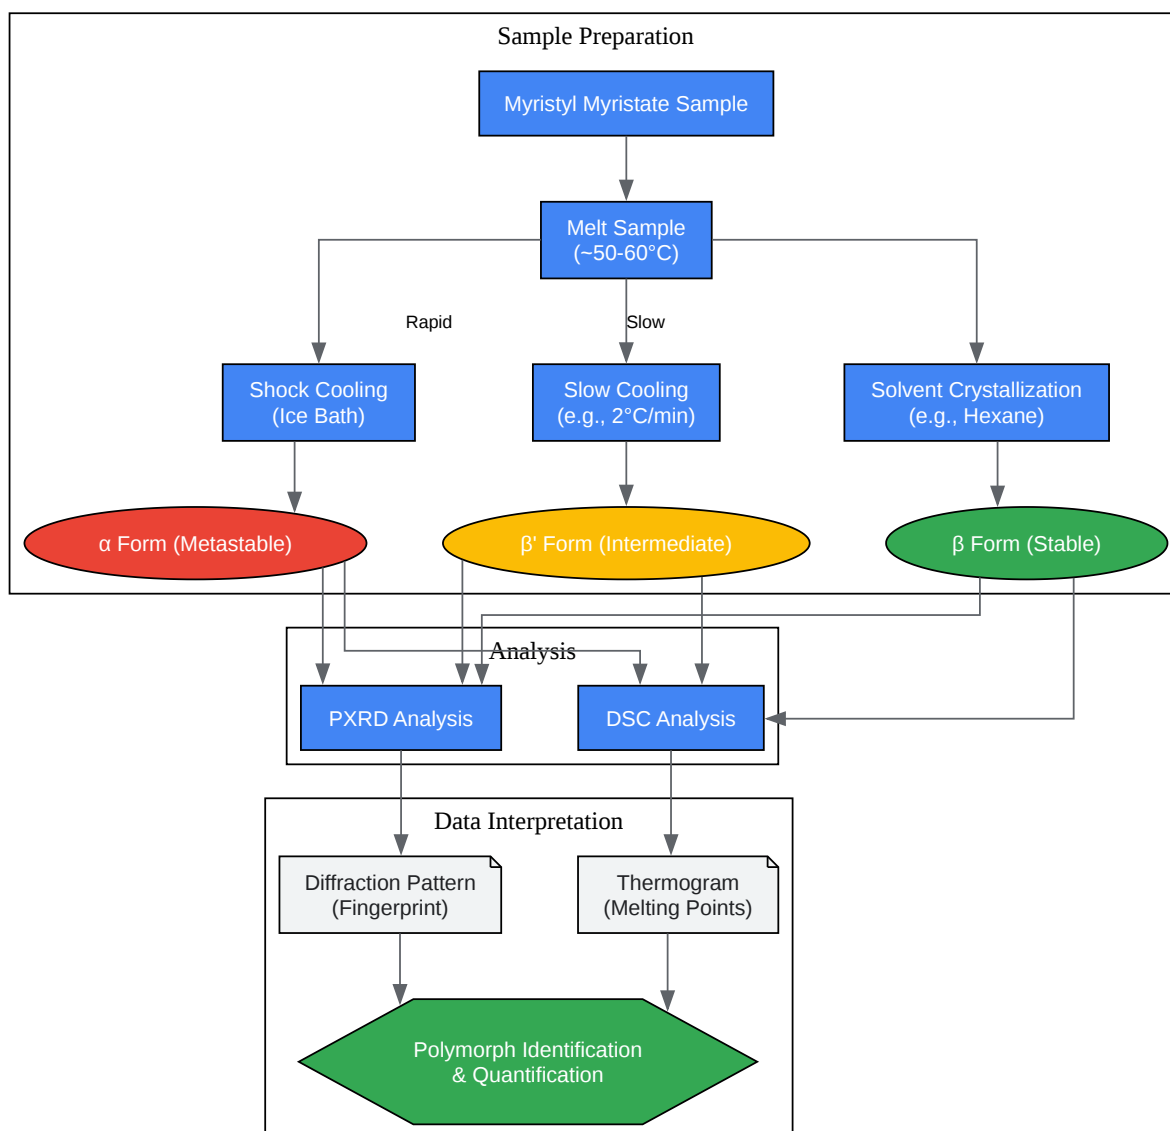 Sample Preparation
Myristyl Myristate Sample
Melt Sample
(~50-60°C)
Rapid
Slow
Shock Cooling
(Ice Bath)
Slow Cooling
(e.g., 2°C/min)
Solvent Crystallization
(e.g., Hexane)
α Form (Metastable)
β' Form (Intermediate)
β Form (Stable)
Analysis
PXRD Analysis
DSC Analysis
Data Interpretation
Diffraction Pattern
(Fingerprint)
Thermogram
(Melting Points)
Polymorph Identification
& Quantification